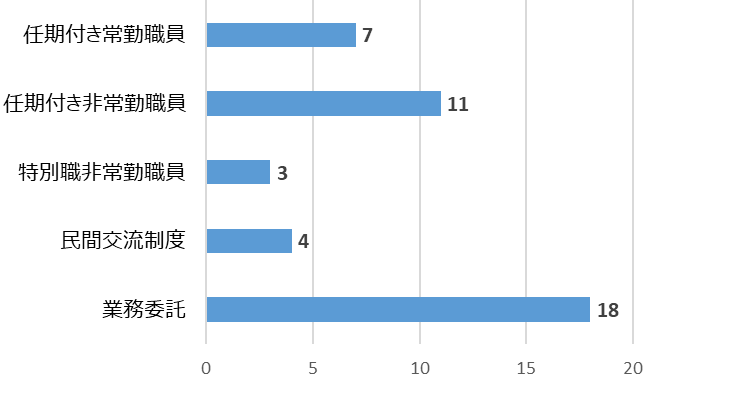 任期付き常勤職員 7
任期付き非常勤職員 11
特別職非常勤職員 3
民間交流制度 4
業務委託 18
0 5 10 15 20